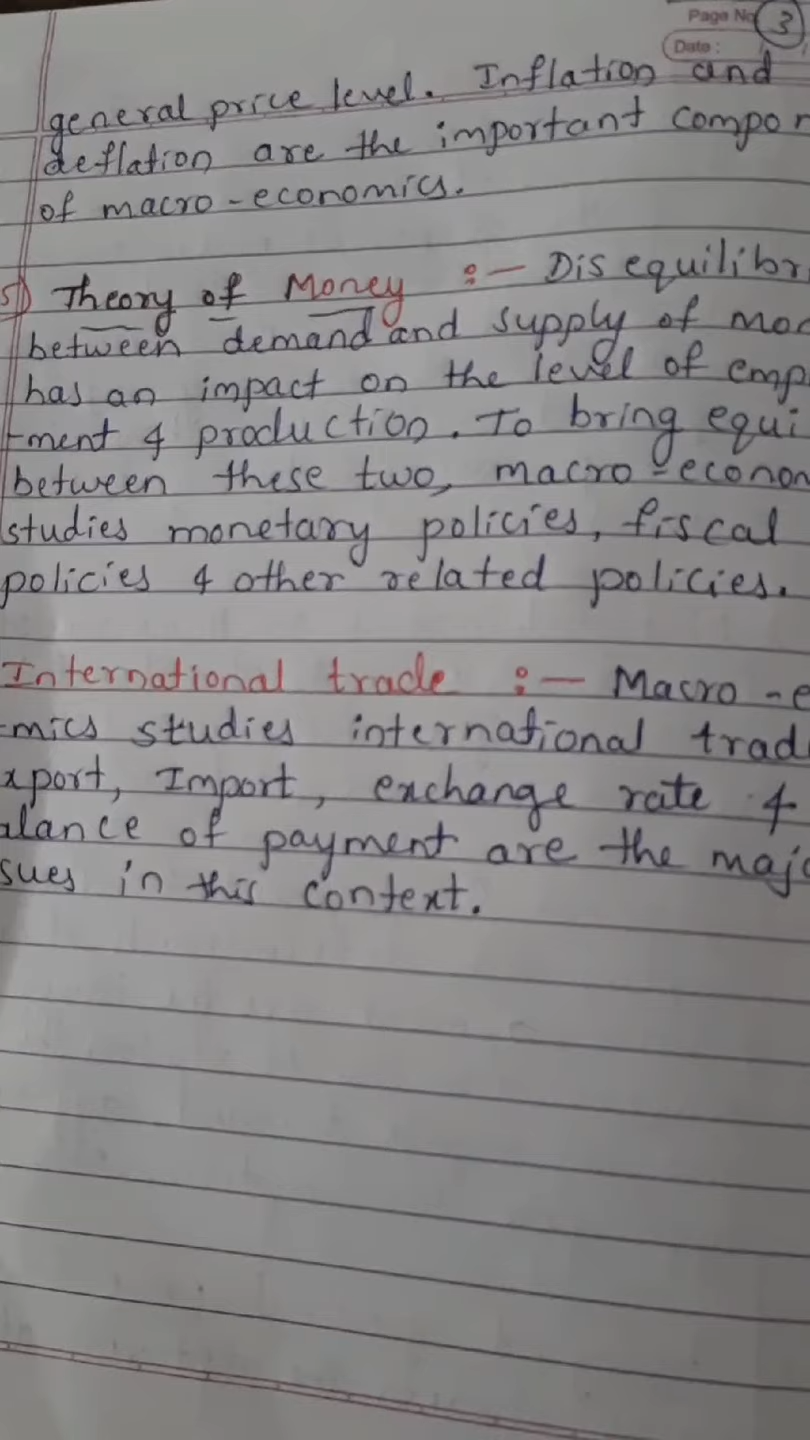 Page No 3
Date :
general price level. Inflation and
deflation are the important compon
of macro-economics.
5) Theory of Money :- Disequilibr
between demand and supply of mo
has an impact on the level of emp
-ment & production. To bring equi
between these two, macro-econom
studies monetary policies, fiscal
policies & other related policies.
International trade :- Macro-e
-mics studies international trad
xport, Import, exchange rate &
alance of payment are the majo
sues in this context.